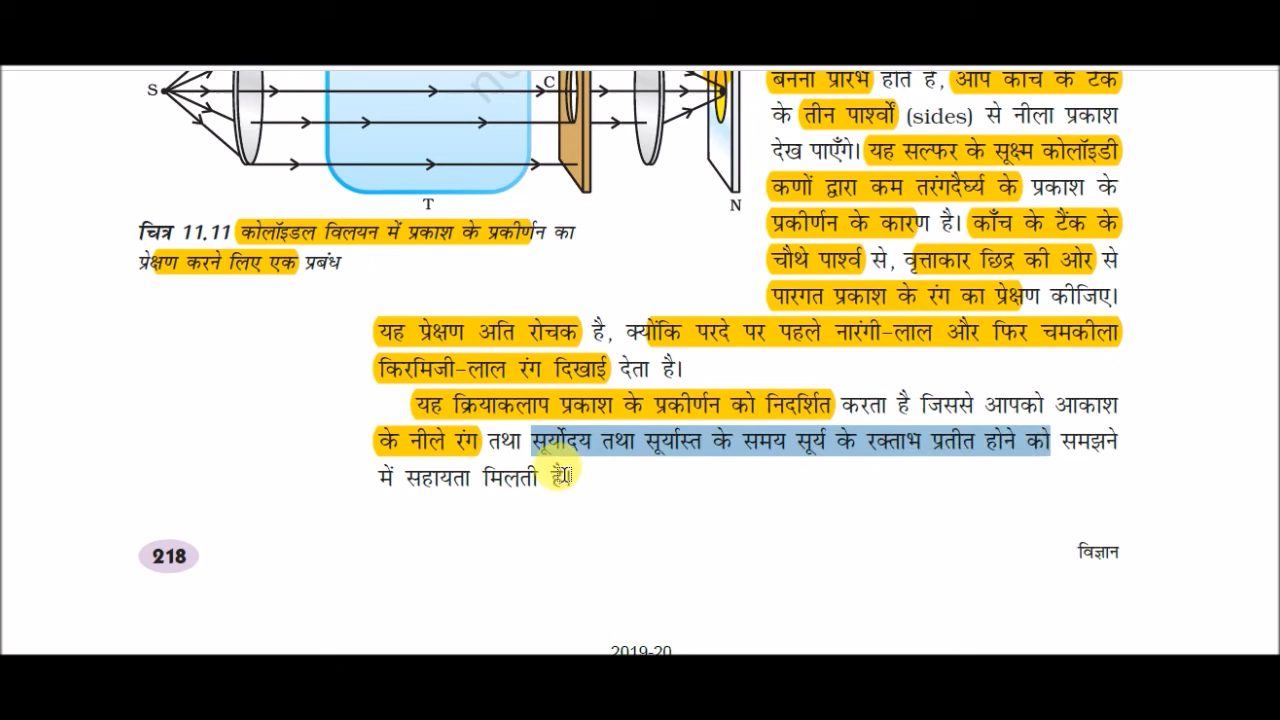 S
C
T
N
चित्र 11.11 कोलॉइडल विलयन में प्रकाश के प्रकीर्णन का
प्रेक्षण करने लिए एक प्रबंध
बनना प्रारंभ होते हैं, आप काँच के टैंक
के तीन पार्श्वों (sides) से नीला प्रकाश
देख पाएँगे। यह सल्फर के सूक्ष्म कोलॉइडी
कणों द्वारा कम तरंगदैर्घ्य के प्रकाश के
प्रकीर्णन के कारण है। काँच के टैंक के
चौथे पार्श्व से, वृत्ताकार छिद्र की ओर से
पारगत प्रकाश के रंग का प्रेक्षण कीजिए।
यह प्रेक्षण अति रोचक है, क्योंकि परदे पर पहले नारंगी-लाल और फिर चमकीला
किरमिजी-लाल रंग दिखाई देता है।
यह क्रियाकलाप प्रकाश के प्रकीर्णन को निदर्शित करता है जिससे आपको आकाश
के नीले रंग तथा सूर्योदय तथा सूर्यास्त के समय सूर्य के रक्ताभ प्रतीत होने को समझने
में सहायता मिलती है।
218
विज्ञान
2019-20